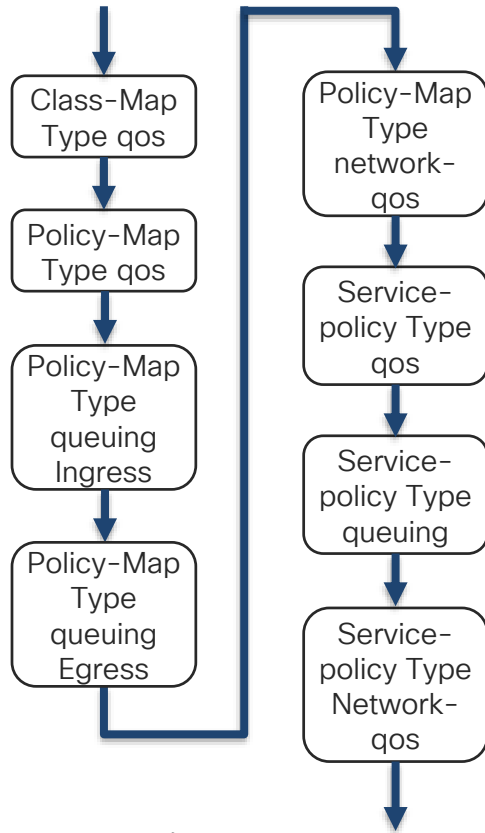 Class-Map
Type qos
Policy-Map
Type qos
Policy-Map
Type
queuing
Ingress
Policy-Map
Type
queuing
Egress
Policy-Map
Type
network-
qos
Service-
policy Type
qos
Service-
policy Type
queuing
Service-
policy Type
Network-
qos